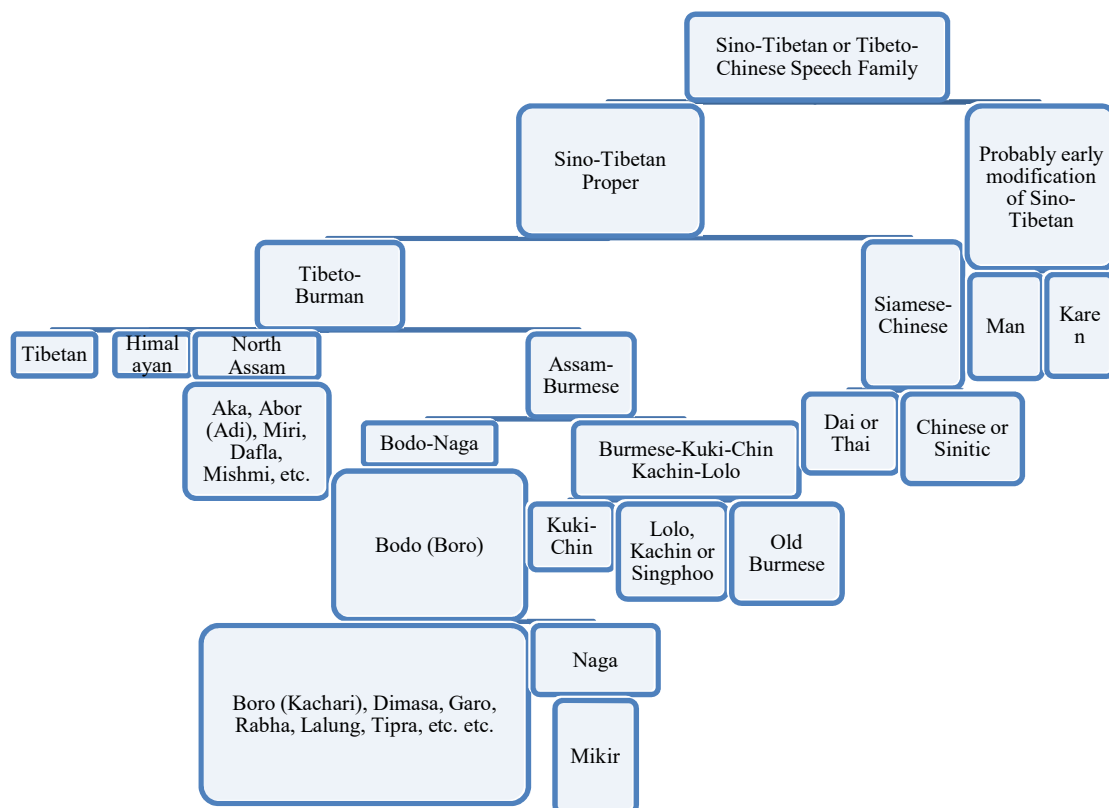 Sino-Tibetan or Tibeto-
Chinese Speech Family
Sino-Tibetan
Proper
Probably early
modification
of Sino-
Tibetan
Tibeto-
Burman
Siamese-
Chinese
Man
Kare
n
Tibetan
Himal
ayan
North
Assam
Assam-
Burmese
Aka, Abor
(Adi), Miri,
Dafla,
Mishmi, etc.
Bodo-Naga
Burmese-Kuki-Chin
Kachin-Lolo
Dai or
Thai
Chinese or
Sinitic
Bodo (Boro)
Kuki-
Chin
Lolo,
Kachin or
Singphoo
Old
Burmese
Boro (Kachari), Dimasa, Garo,
Rabha, Lalung, Tipra, etc. etc.
Naga
Mikir